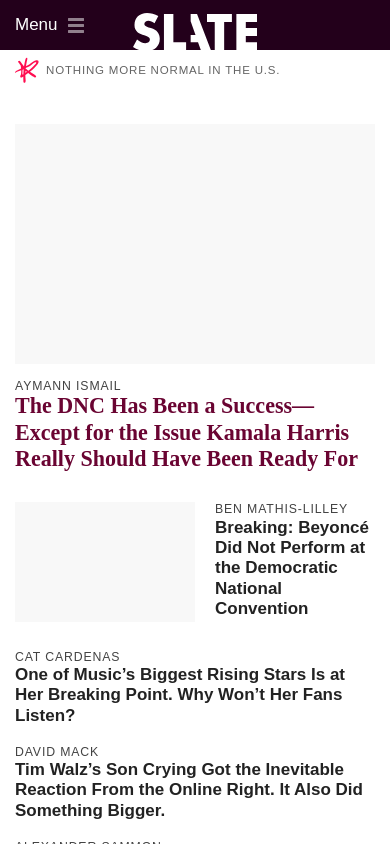 Menu
SLATE
NOTHING MORE NORMAL IN THE U.S.
AYMANN ISMAIL
The DNC Has Been a Success—
Except for the Issue Kamala Harris
Really Should Have Been Ready For
BEN MATHIS-LILLEY
Breaking: Beyoncé
Did Not Perform at
the Democratic
National
Convention
CAT CARDENAS
One of Music’s Biggest Rising Stars Is at
Her Breaking Point. Why Won’t Her Fans
Listen?
DAVID MACK
Tim Walz’s Son Crying Got the Inevitable
Reaction From the Online Right. It Also Did
Something Bigger.
ALEXANDER SAMMON